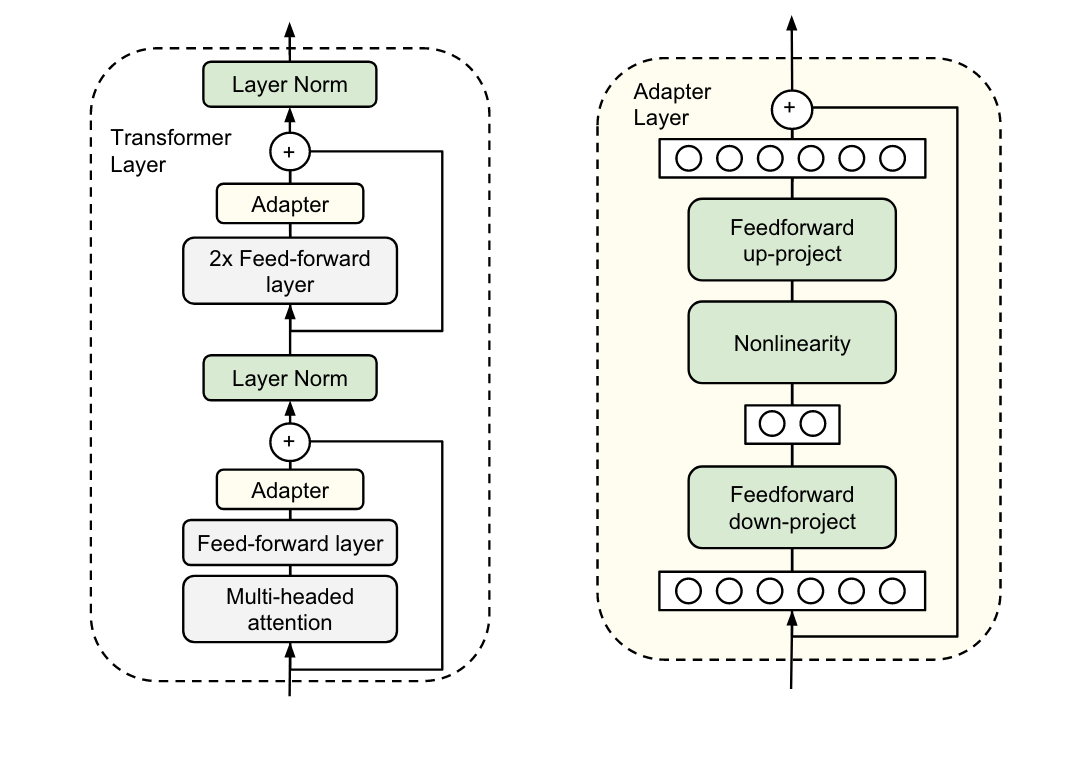 Layer Norm
Transformer
Layer
+
Adapter
2x Feed-forward
layer
Layer Norm
+
Adapter
Feed-forward layer
Multi-headed
attention
Adapter
Layer
+
Feedforward
up-project
Nonlinearity
Feedforward
down-project